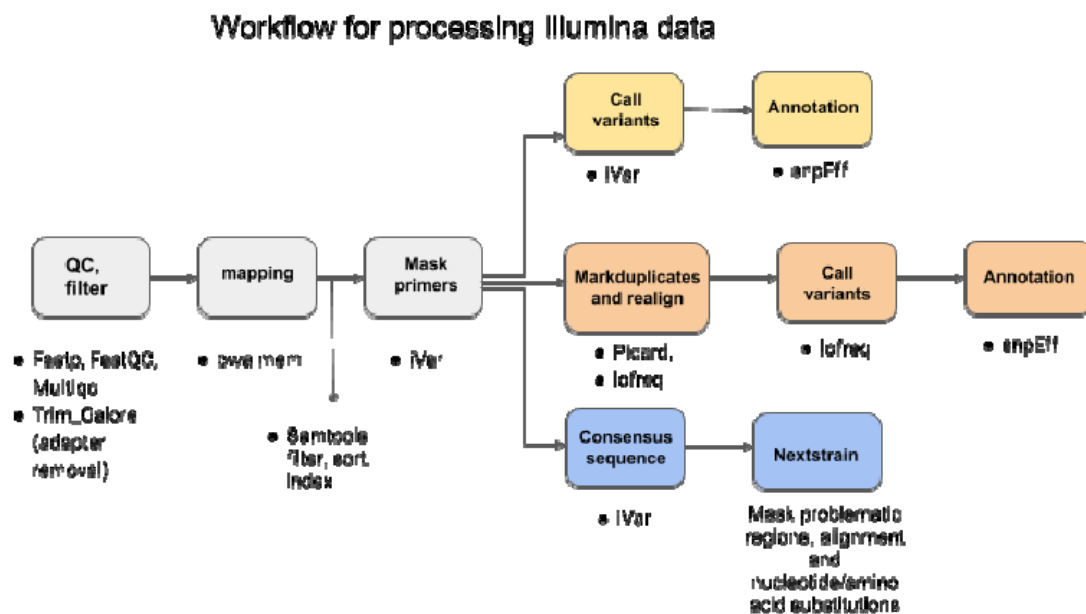 Workflow for processing Illumina data
Call
variants
Annotation
• iVar
• snpEff
QC,
filter
mapping
Mask
primers
Markduplicates
and realign
Call
variants
Annotation
• Fastp, FastQC,
Multiqc
• Trim_Galore
(adapter
removal)
• bwa mem
• iVar
• Picard,
• lofreq
• lofreq
• snpEff
• Samtools
filter, sort,
index
Consensus
sequence
Nextstrain
• iVar
Mask problematic
regions, alignment
and
nucleotide/amino
acid substitutions